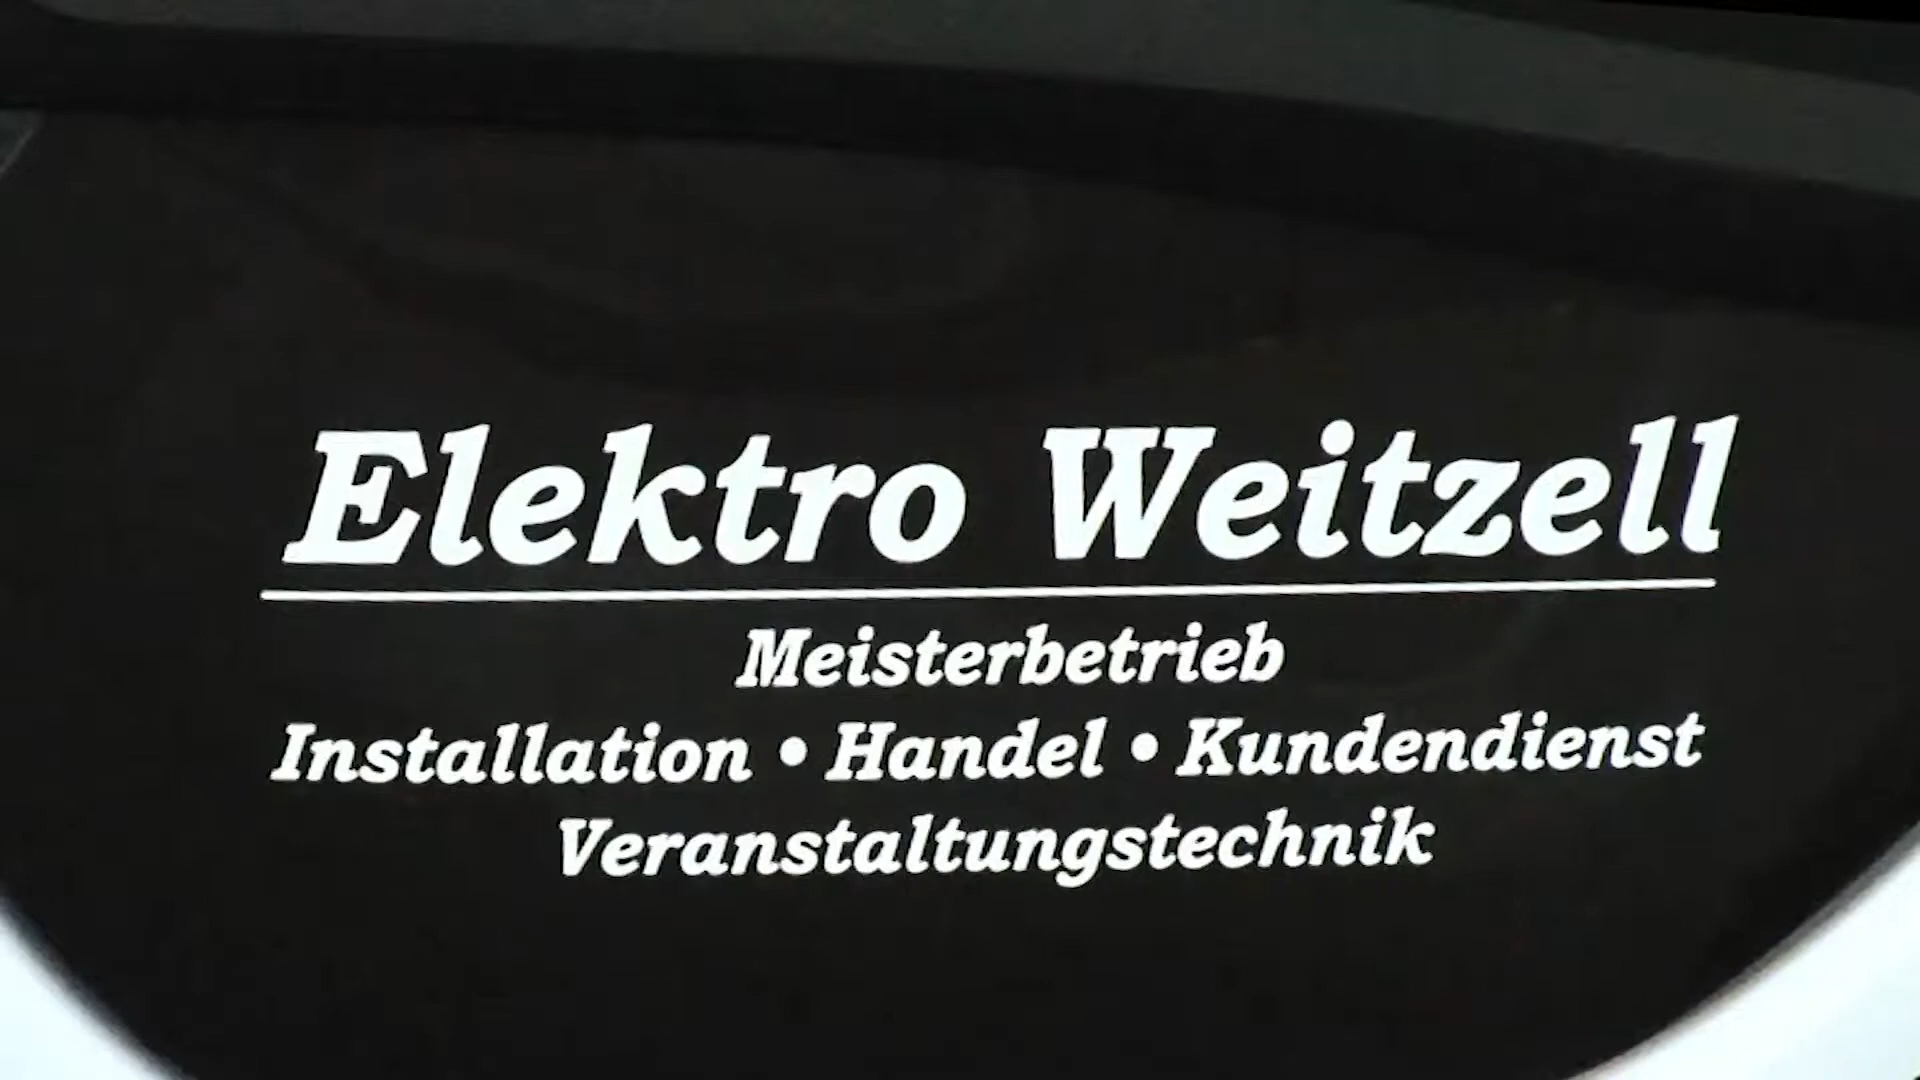 Elektro Weitzell
Meisterbetrieb
Installation • Handel • Kundendienst
Veranstaltungstechnik